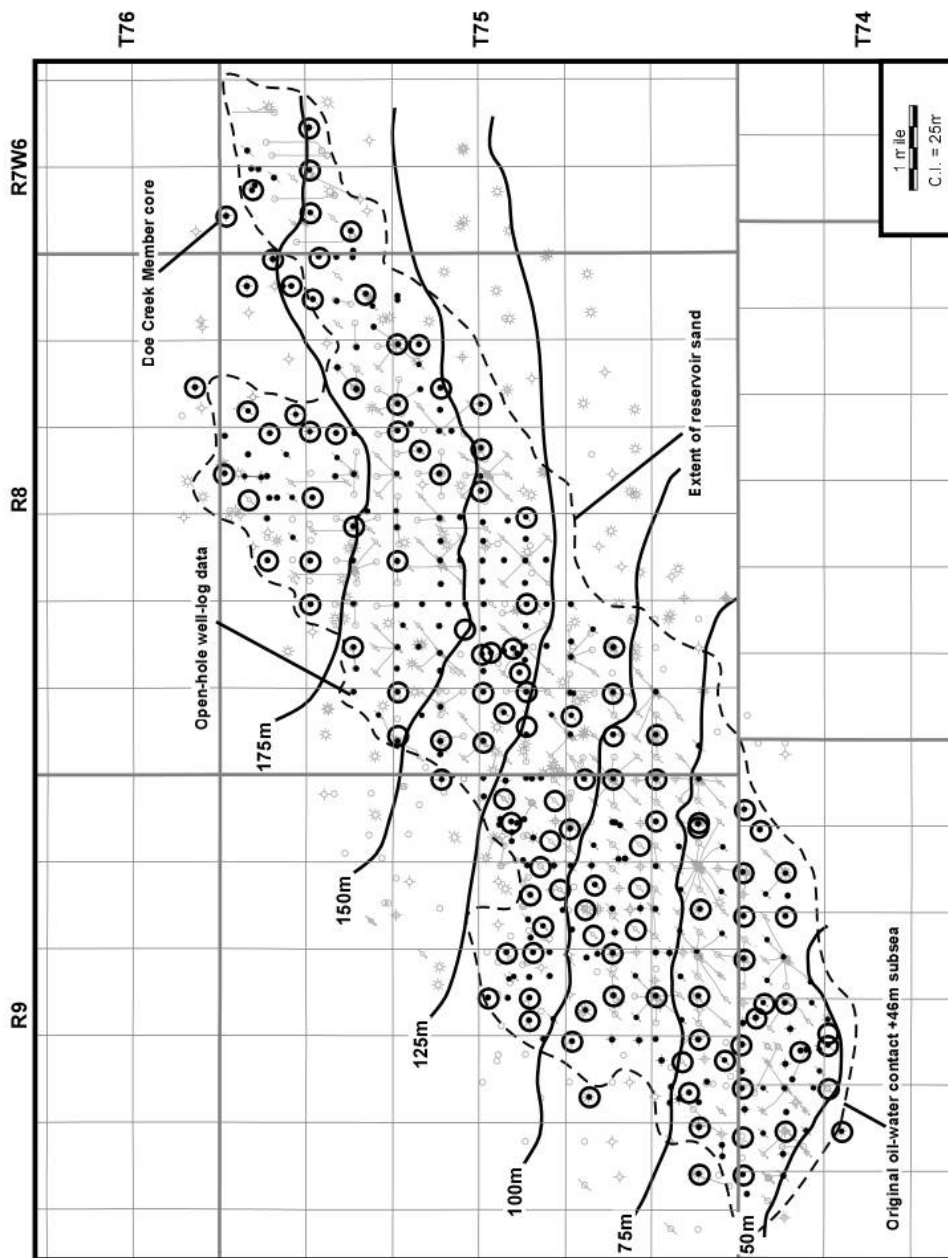 T76
T75
T74
R7W6
R8
R9
Doe Creek Member core
Open-hole well-log data
Extent of reservoir sand
Original oil-water contact +46m subsea
175m
150m
125m
100m
75m
50m
1 mile
C.I. = 25m